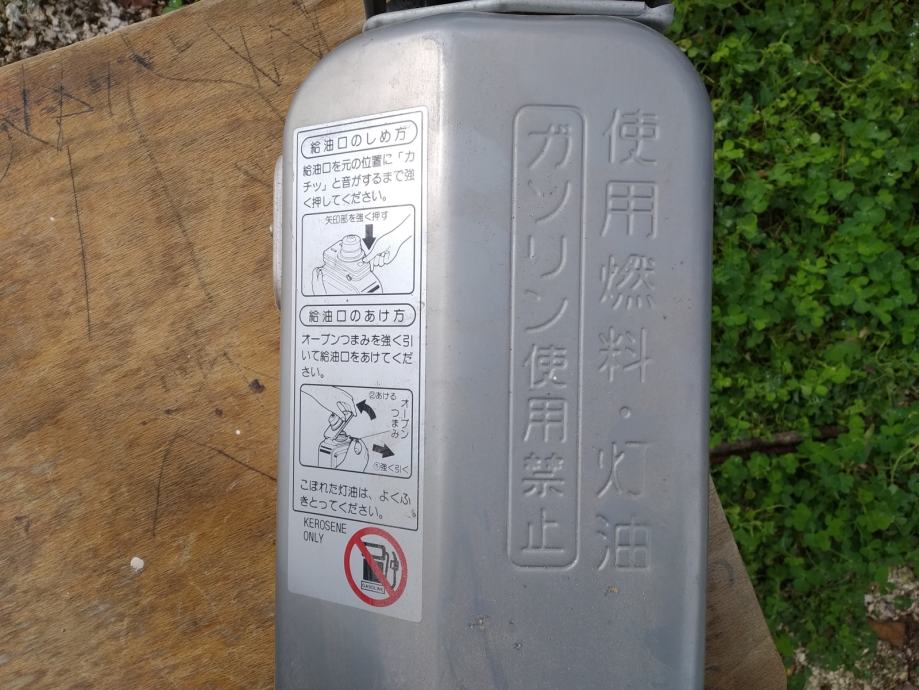 使用燃料・灯油
ガソリン使用禁止
給油口のしめ方
給油口を元の位置に「カ
チッ」と音がするまで強
く押してください。
矢印部を強く押す
給油口のあけ方
オープンつまみを強く引
いて給油口をあけてくだ
さい。
②あける
オープン
つまみ
①強く引く
こぼれた灯油は、よくふ
きとってください。
KEROSENE
ONLY
GASOLINE